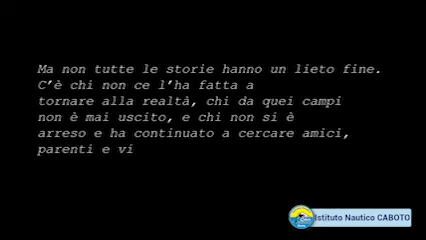 Ma non tutte le storie hanno un lieto fine.
C'è chi non ce l'ha fatta a
tornare alla realtà, chi da quei campi
non è mai uscito, e chi non si è
arreso e ha continuato a cercare amici,
parenti e vi
Istituto Nautico CABOTO